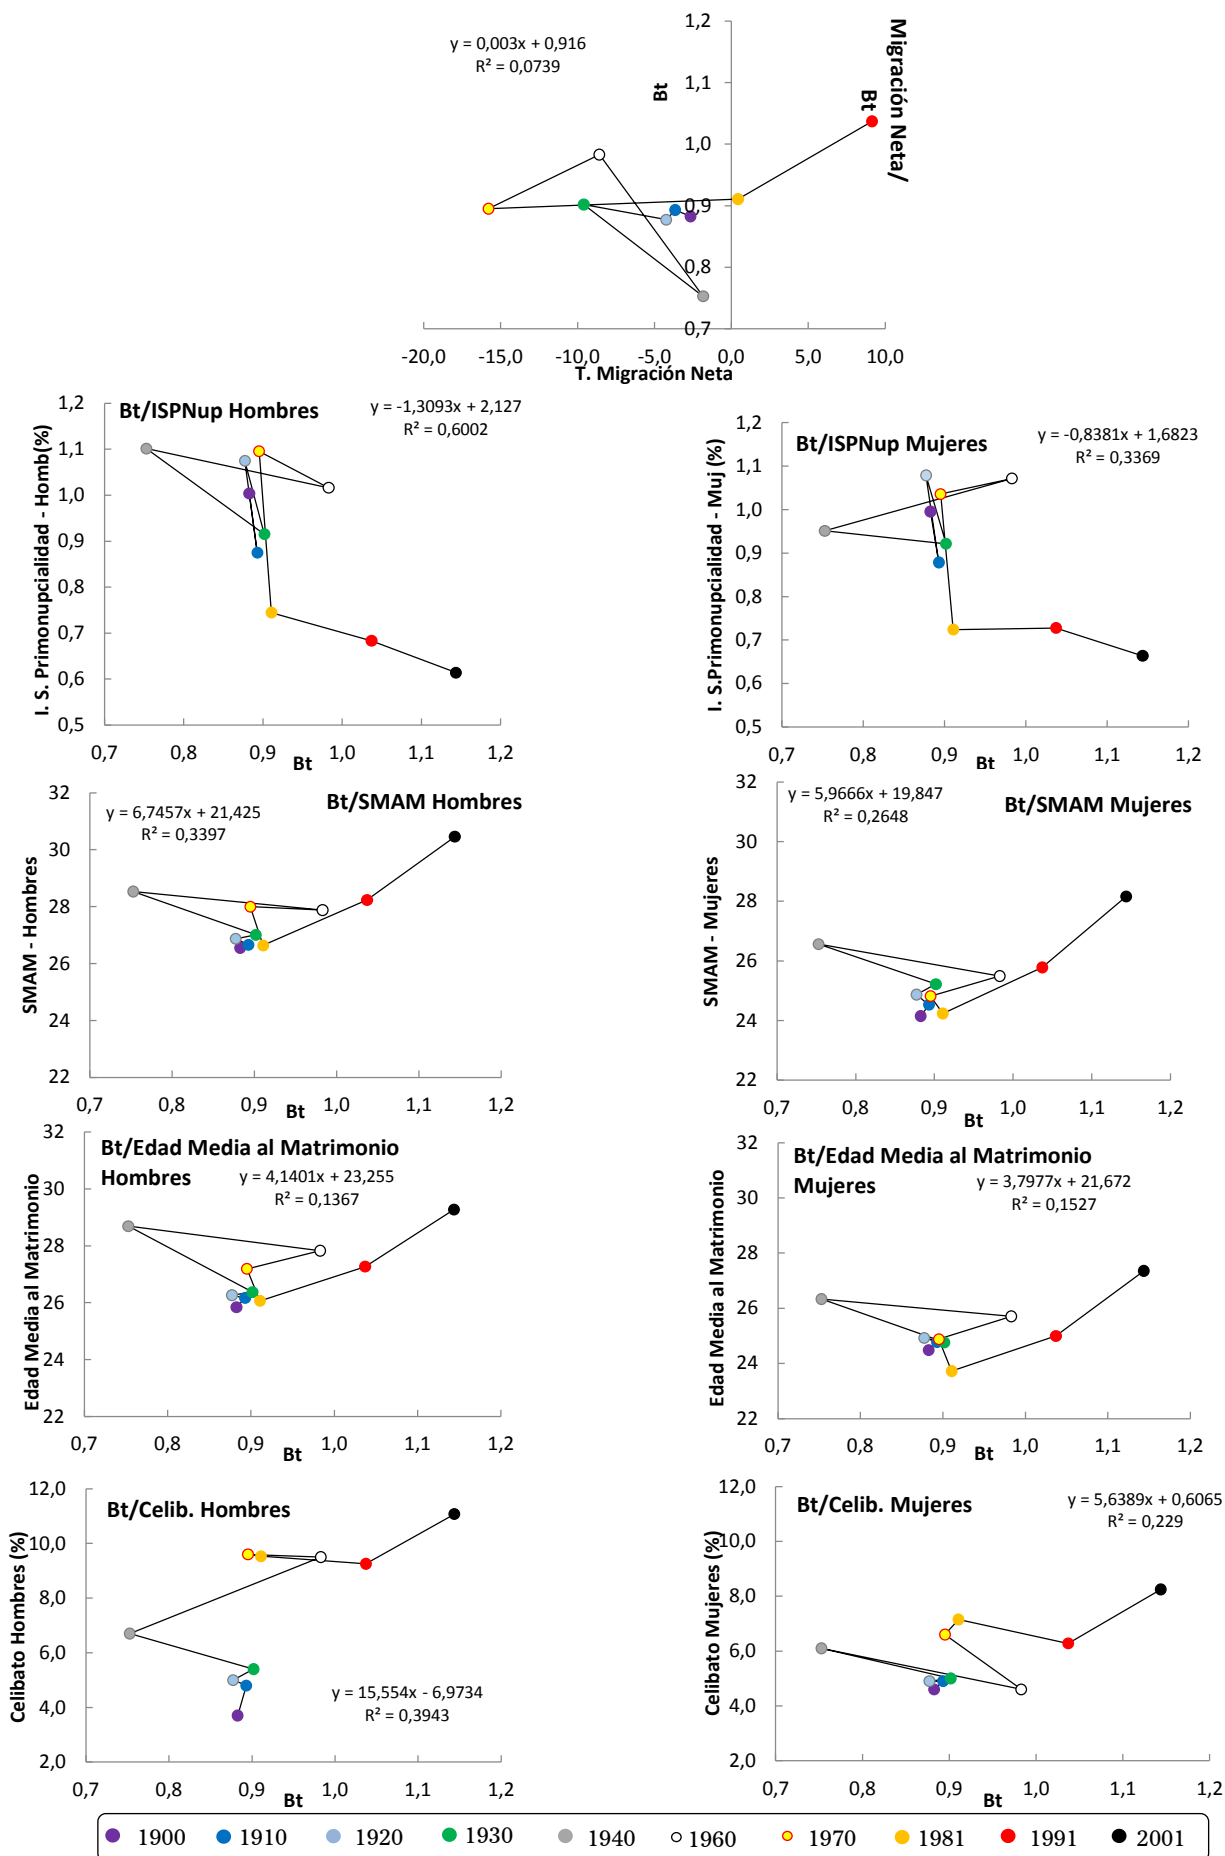 y = 0,003x + 0,916
R² = 0,0739
Bt
Migración Neta/
Bt
1,2
1,1
1,0
0,9
0,8
0,7
-20,0 -15,0 -10,0 -5,0 0,0 10,0
T. Migración Neta
Bt/ISPNup Hombres
y = -1,3093x + 2,127
R² = 0,6002
I. S. Primonupcialidad - Homb(%)
1,2
1,1
1,0
0,9
0,8
0,7
0,6
0,5
0,7 0,8 0,9 1,0 1,1 1,2
Bt
Bt/ISPNup Mujeres
y = -0,8381x + 1,6823
R² = 0,3369
I. S.Primonupcialidad - Muj (%)
1,2
1,1
1,0
0,9
0,8
0,7
0,6
0,5
0,7 0,8 0,9 1,0 1,1 1,2
Bt
Bt/SMAM Hombres
y = 6,7457x + 21,425
R² = 0,3397
SMAM - Hombres
32
30
28
26
24
22
0,7 0,8 0,9 1,0 1,1 1,2
Bt
Bt/SMAM Mujeres
y = 5,9666x + 19,847
R² = 0,2648
SMAM - Mujeres
32
30
28
26
24
22
0,7 0,8 0,9 1,0 1,1 1,2
Bt
Bt/Edad Media al Matrimonio
Hombres
y = 4,1401x + 23,255
R² = 0,1367
Edad Media al Matrimonio
32
30
28
26
24
22
0,7 0,8 0,9 1,0 1,1 1,2
Bt
Bt/Edad Media al Matrimonio
Mujeres
y = 3,7977x + 21,672
R² = 0,1527
Edad Media al Matrimonio
32
30
28
26
24
22
0,7 0,8 0,9 1,0 1,1 1,2
Bt
Bt/Celib. Hombres
y = 15,554x - 6,9734
R² = 0,3943
Celibato Hombres (%)
12,0
10,0
8,0
6,0
4,0
2,0
0,7 0,8 0,9 1,0 1,1 1,2
Bt
Bt/Celib. Mujeres
y = 5,6389x + 0,6065
R² = 0,229
Celibato Mujeres (%)
12,0
10,0
8,0
6,0
4,0
2,0
0,7 0,8 0,9 1,0 1,1 1,2
Bt
1900 1910 1920 1930 1940 1960 1970 1981 1991 2001